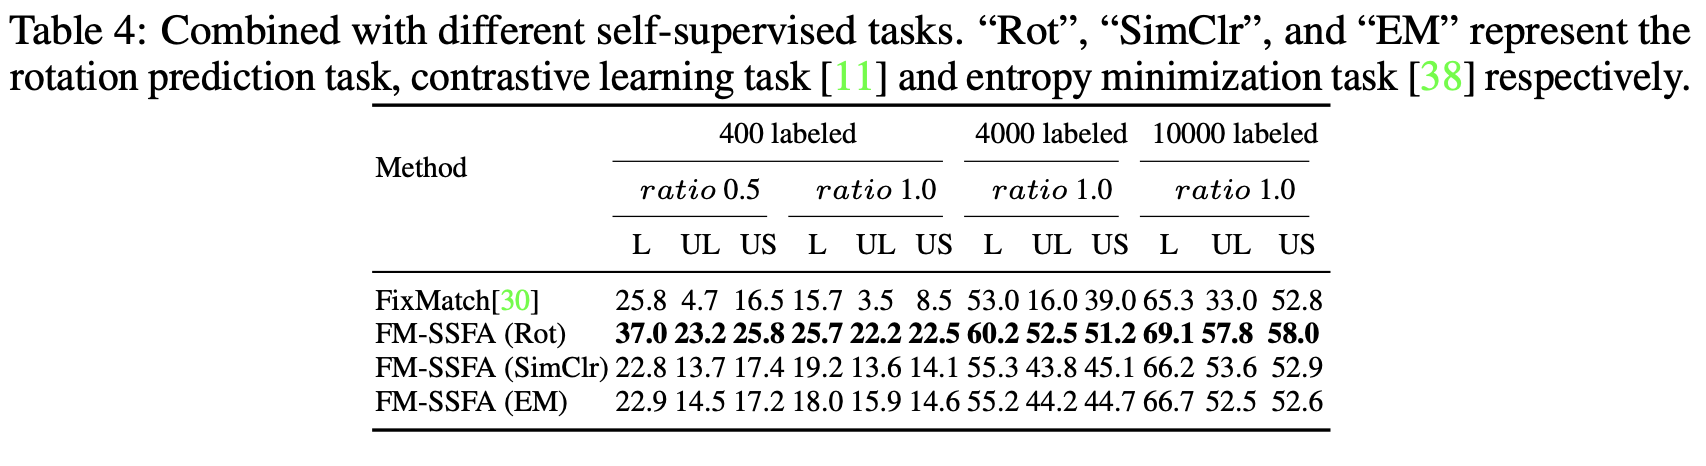 Table 4: Combined with different self-supervised tasks. “Rot”, “SimClr”, and “EM” represent the
rotation prediction task, contrastive learning task [11] and entropy minimization task [38] respectively.
Method 400 labeled 4000 labeled 10000 labeled
ratio 0.5 ratio 1.0 ratio 1.0 ratio 1.0
L UL US L UL US L UL US L UL US
FixMatch[30] 25.8 4.7 16.5 15.7 3.5 8.5 53.0 16.0 39.0 65.3 33.0 52.8
FM-SSFA (Rot) 37.0 23.2 25.8 25.7 22.2 22.5 60.2 52.5 51.2 69.1 57.8 58.0
FM-SSFA (SimClr) 22.8 13.7 17.4 19.2 13.6 14.1 55.3 43.8 45.1 66.2 53.6 52.9
FM-SSFA (EM) 22.9 14.5 17.2 18.0 15.9 14.6 55.2 44.2 44.7 66.7 52.5 52.6